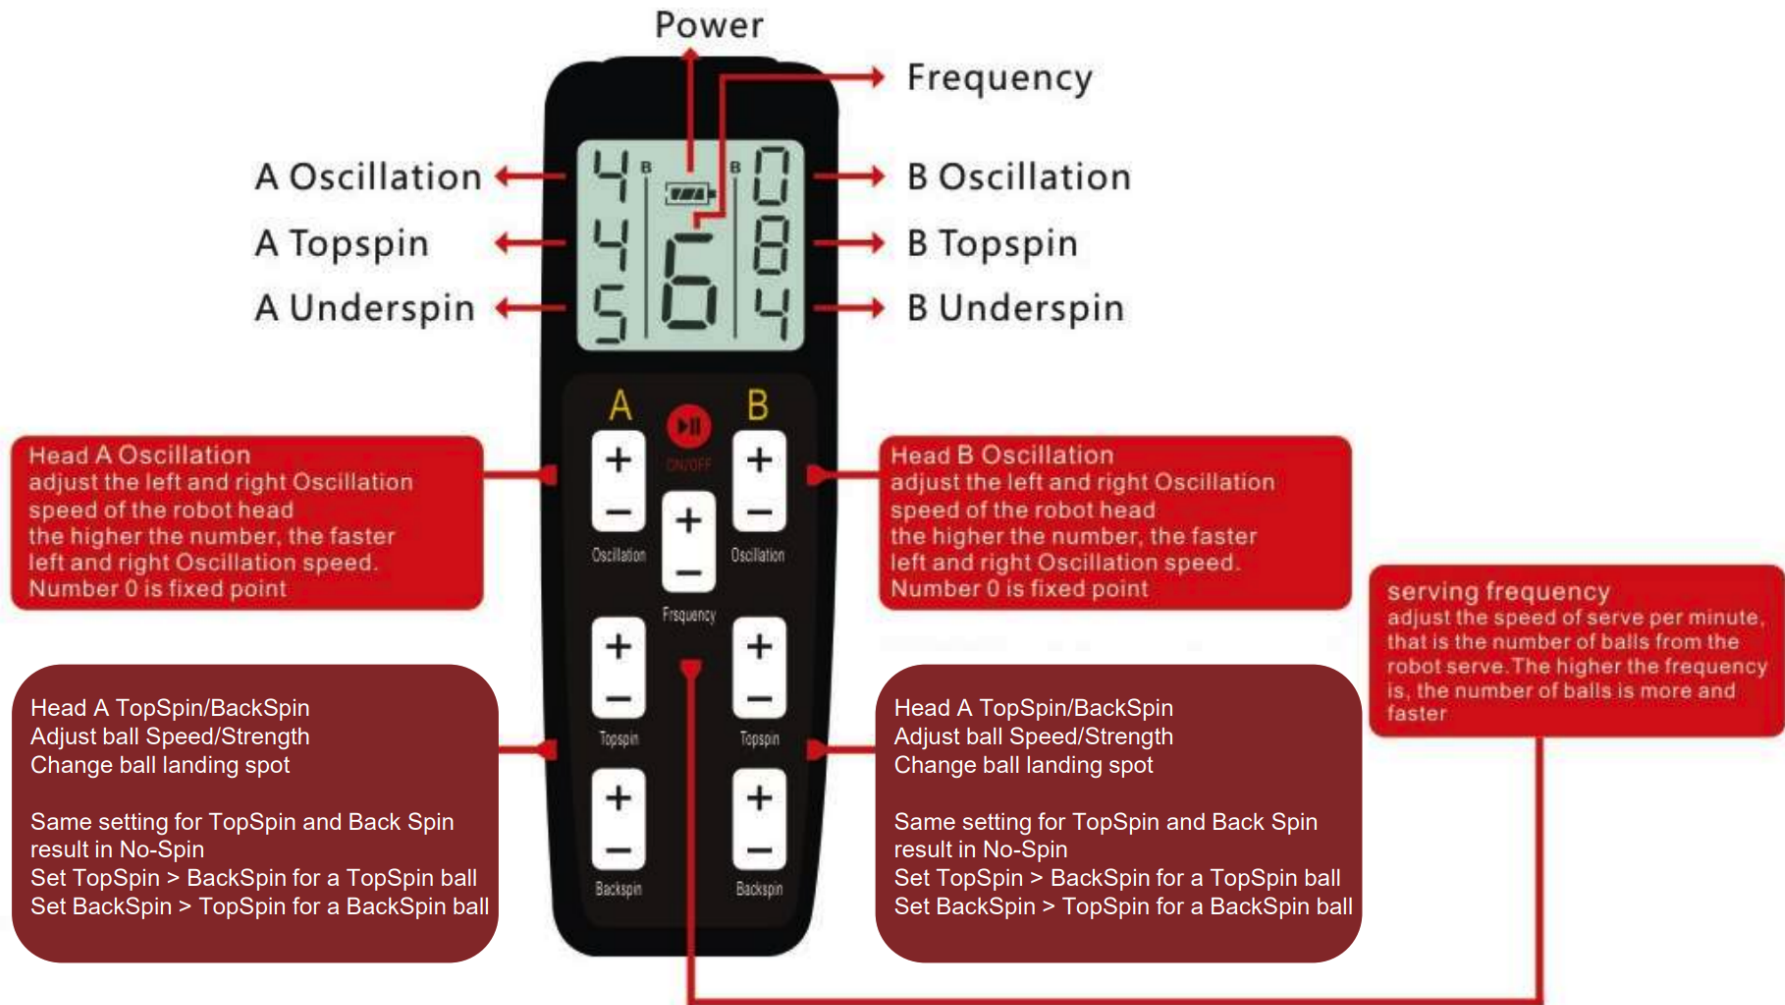 Power
Frequency
A Oscillation
B Oscillation
A Topspin
B Topspin
A Underspin
B Underspin
4 B B 0
4 6 8
5 4
A B
ON/OFF
+ + +
- - -
Oscillation Oscillation
Frsquency
+ +
- -
Topspin Topspin
+ +
- -
Backspin Backspin
Head A Oscillation
adjust the left and right Oscillation
speed of the robot head
the higher the number, the faster
left and right Oscillation speed.
Number 0 is fixed point
Head B Oscillation
adjust the left and right Oscillation
speed of the robot head
the higher the number, the faster
left and right Oscillation speed.
Number 0 is fixed point
serving frequency
adjust the speed of serve per minute,
that is the number of balls from the
robot serve.The higher the frequency
is, the number of balls is more and
faster
Head A TopSpin/BackSpin
Adjust ball Speed/Strength
Change ball landing spot
Same setting for TopSpin and Back Spin
result in No-Spin
Set TopSpin > BackSpin for a TopSpin ball
Set BackSpin > TopSpin for a BackSpin ball
Head A TopSpin/BackSpin
Adjust ball Speed/Strength
Change ball landing spot
Same setting for TopSpin and Back Spin
result in No-Spin
Set TopSpin > BackSpin for a TopSpin ball
Set BackSpin > TopSpin for a BackSpin ball